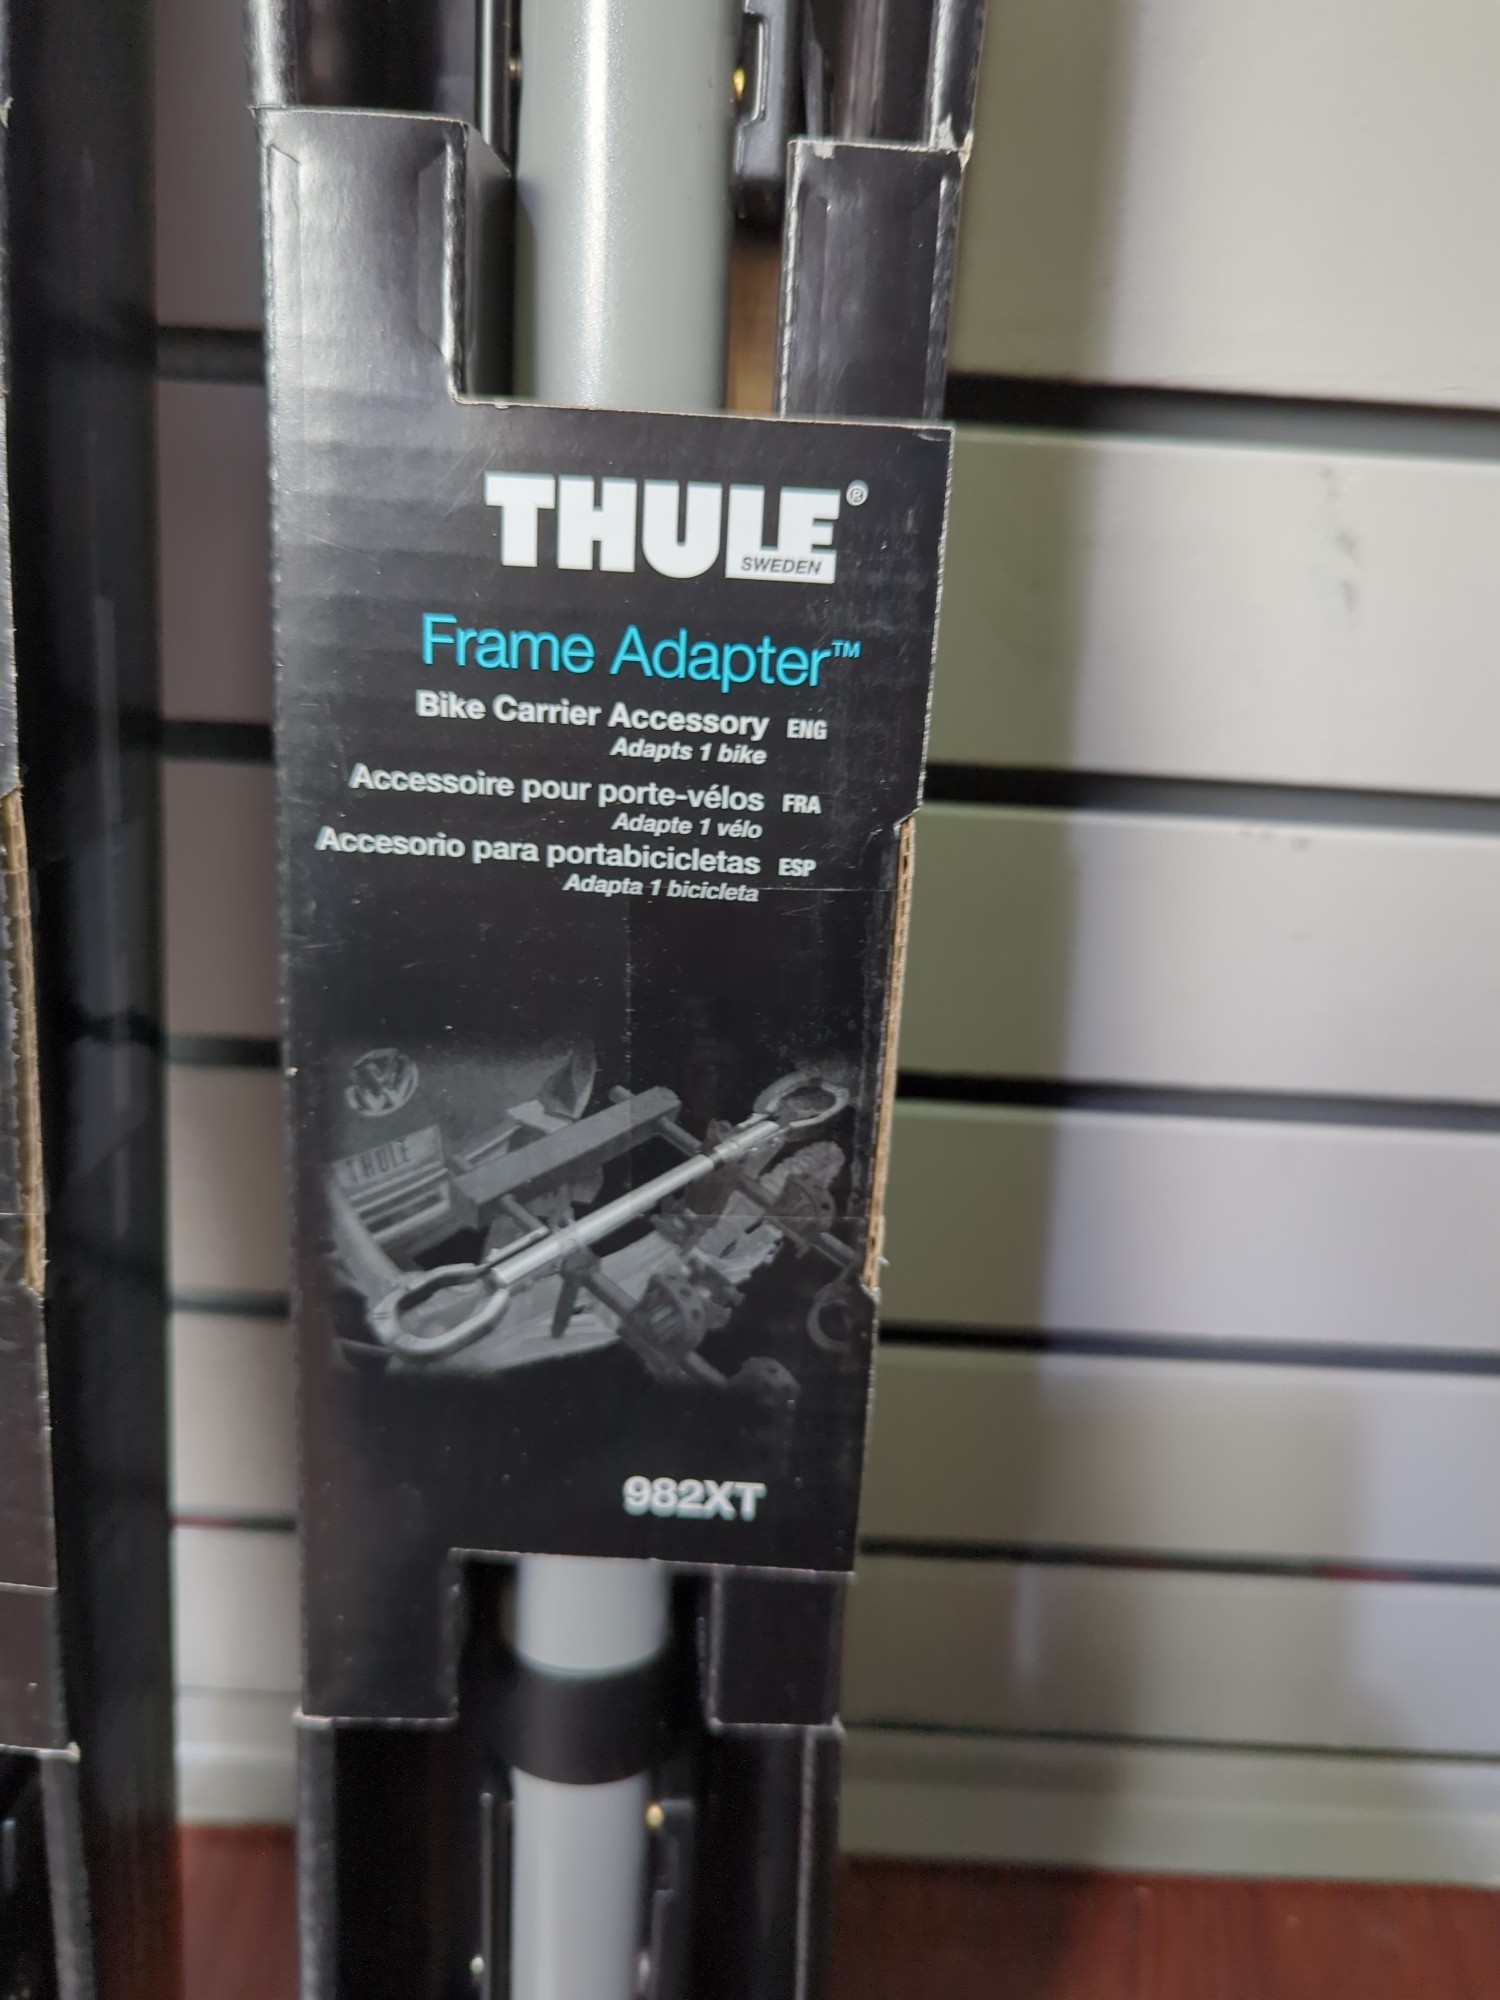 THULE®
SWEDEN
Frame Adapter™
Bike Carrier Accessory ENG
Adapts 1 bike
Accessoire pour porte-vélos FRA
Adapte 1 vélo
Accesorio para portabicicletas ESP
Adapta 1 bicicleta
THULE
982XT